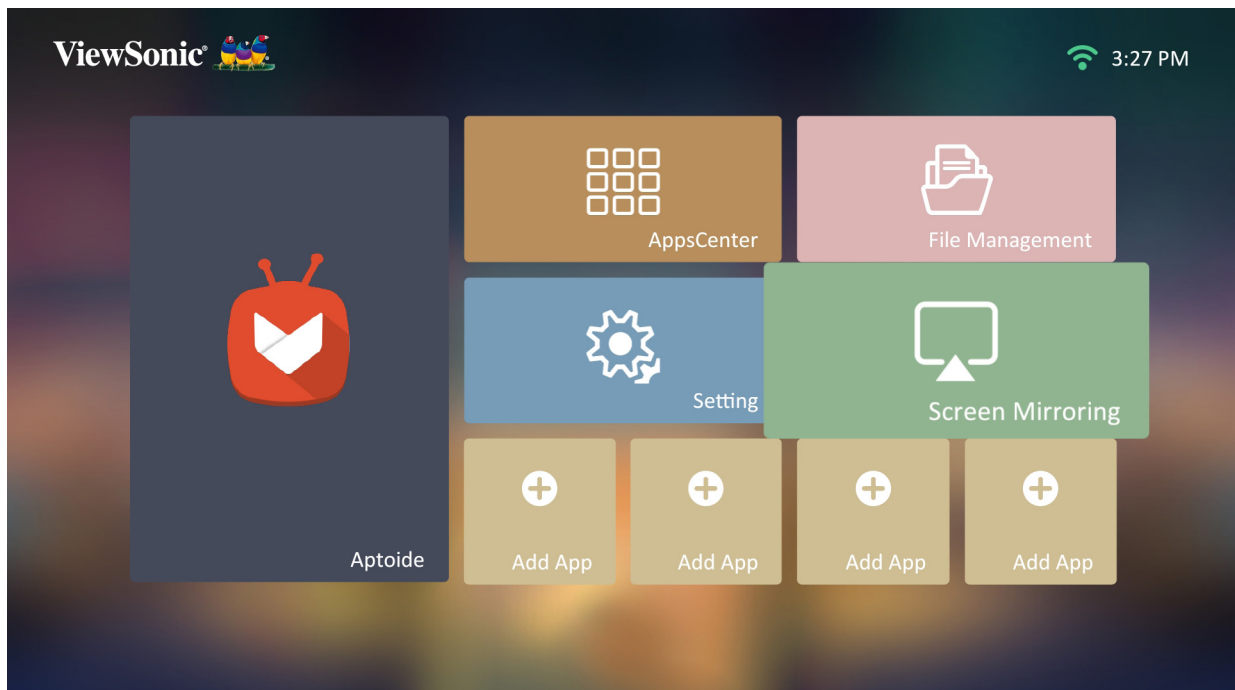 ViewSonic®
3:27 PM
AppsCenter
File Management
Setting
Screen Mirroring
Aptoide
Add App
Add App
Add App
Add App